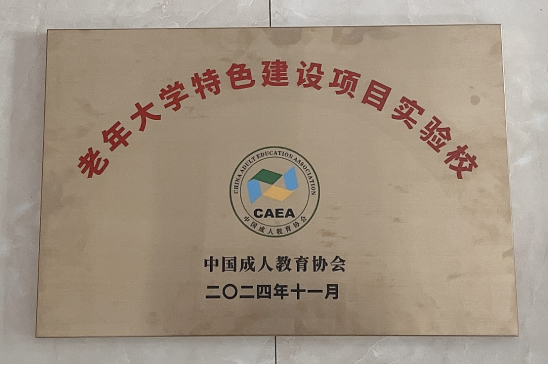 老年大学特色建设项目实验校
CHINA ADULT EDUCATION ASSOCIATION
CAEA
中国成人教育协会
中国成人教育协会
二〇二四年十一月